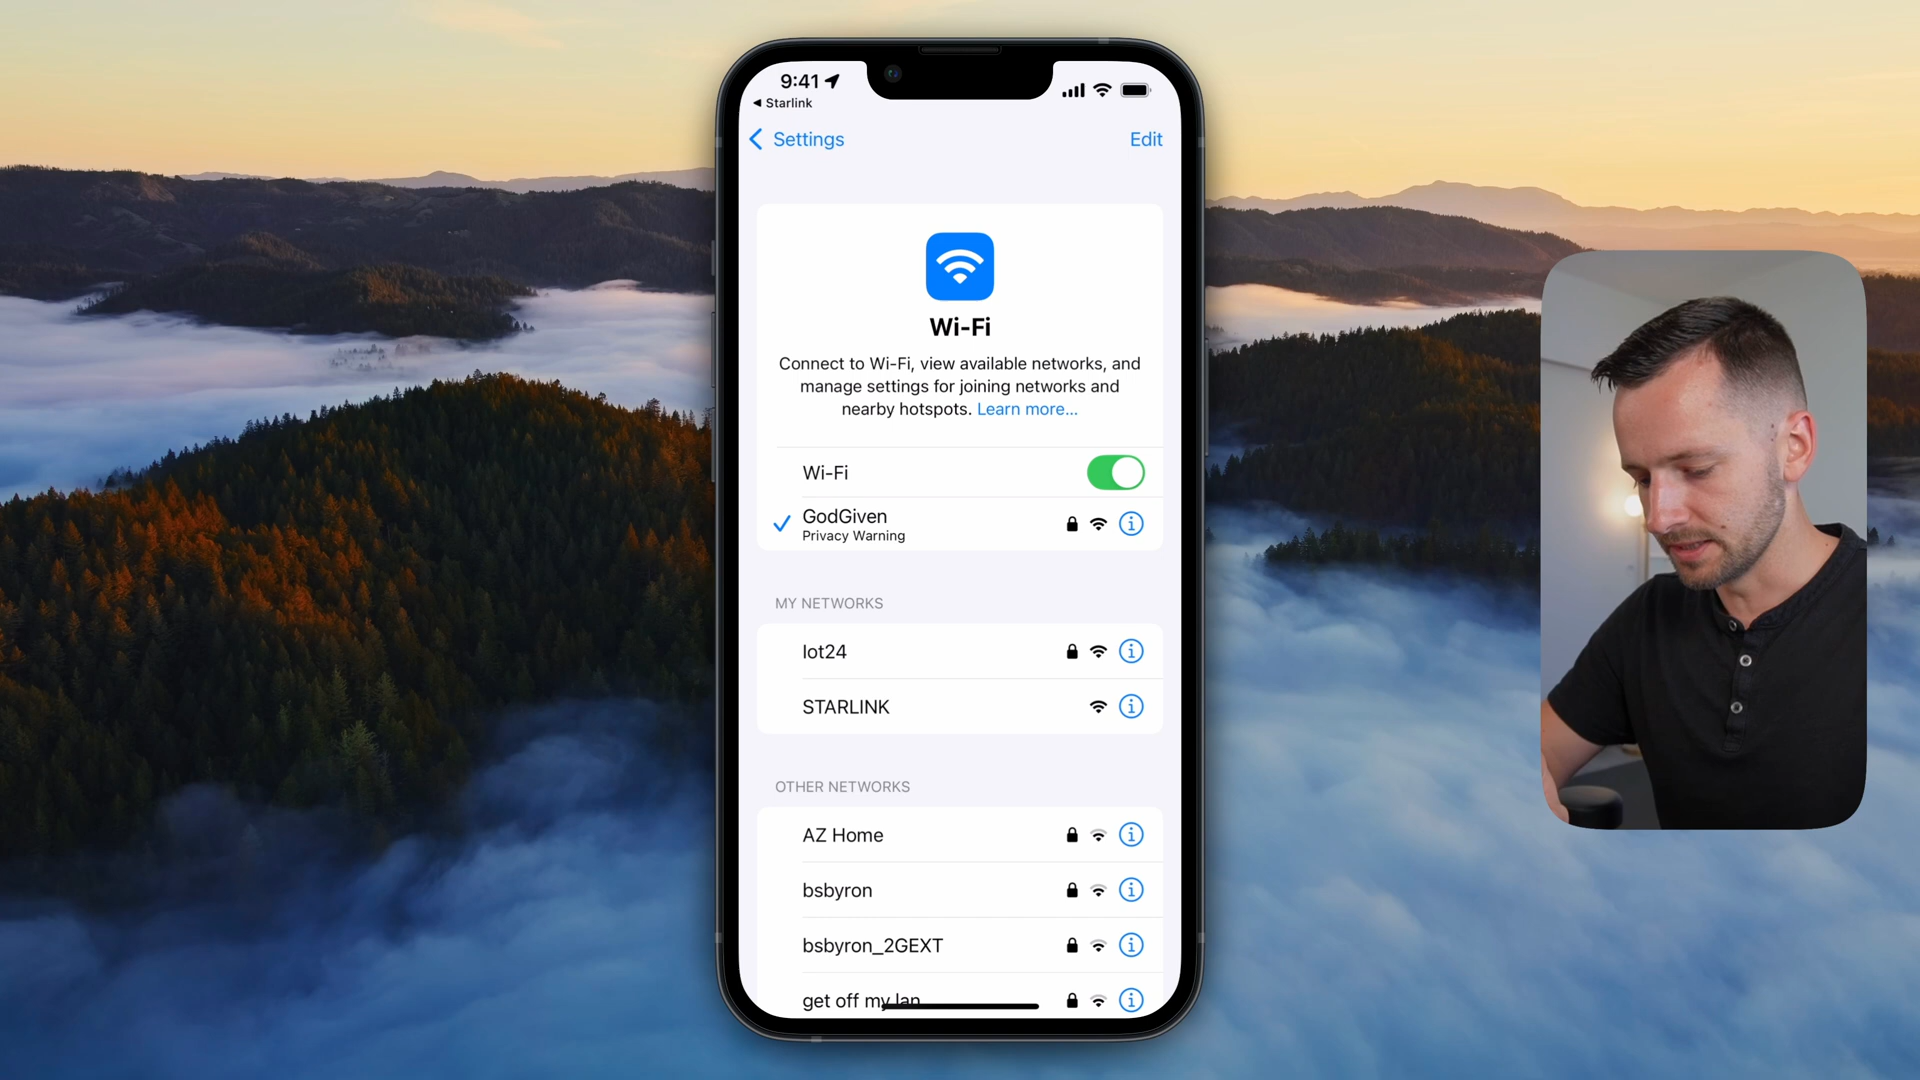 9:41
◀ Starlink
Settings
Edit
Wi-Fi
Connect to Wi-Fi, view available networks, and
manage settings for joining networks and
nearby hotspots. Learn more...
Wi-Fi
GodGiven
Privacy Warning
MY NETWORKS
lot24
STARLINK
OTHER NETWORKS
AZ Home
bsbyron
bsbyron_2GEXT
get off my lan